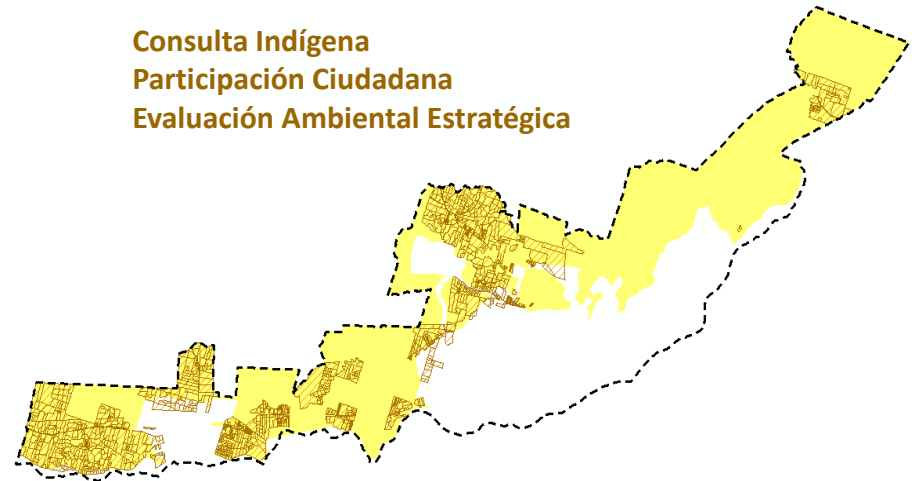 Consulta Indígena
Participación Ciudadana
Evaluación Ambiental Estratégica